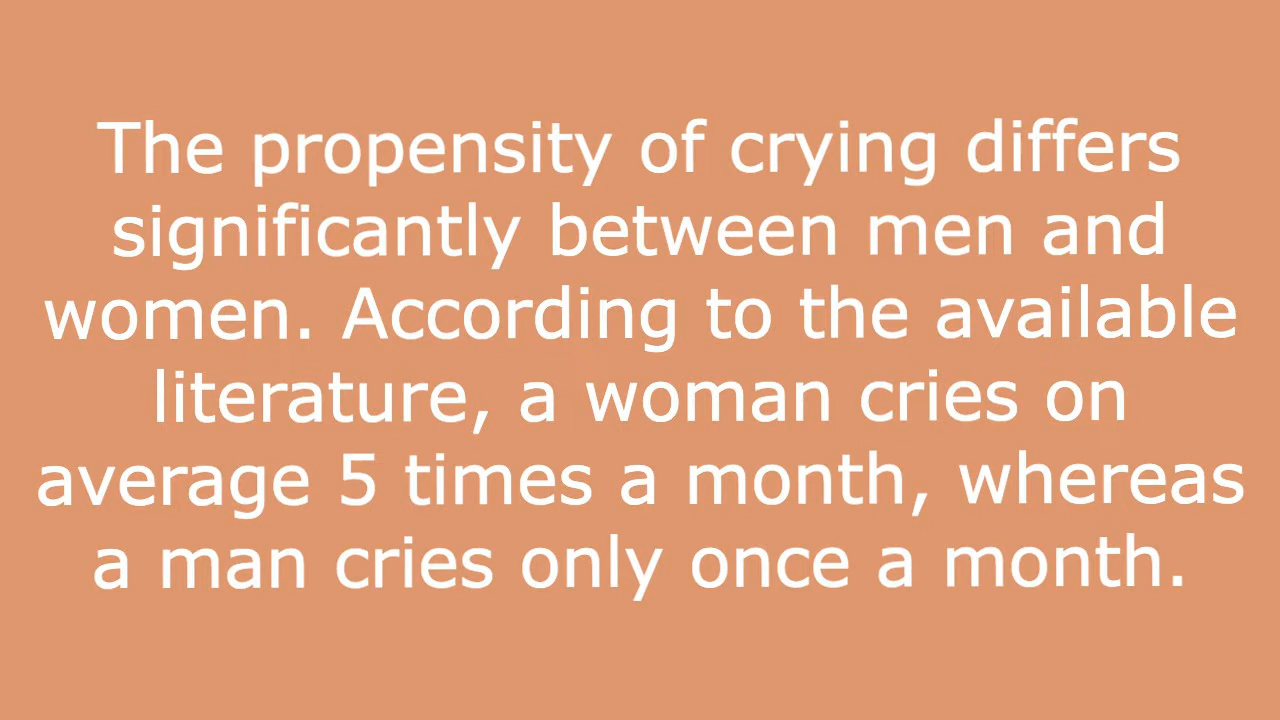 The propensity of crying differs
significantly between men and
women. According to the available
literature, a woman cries on
average 5 times a month, whereas
a man cries only once a month.